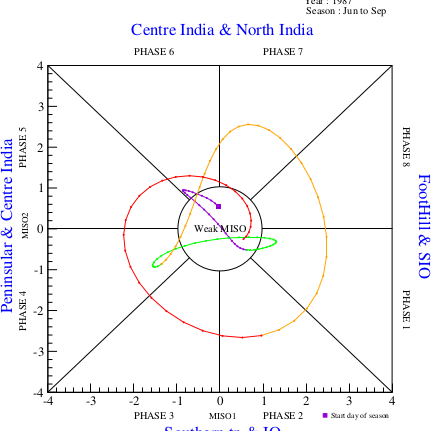 Year : 1987
Season : Jun to Sep
Centre India & North India
PHASE 6 PHASE 7
4
3
2
1
0
-1
-2
-3
-4
Peninsular & Centre India
PHASE 5
MISO2
PHASE 4
Weak MISO
PHASE 8
FootHill & SIO
PHASE 1
-4 -3 -2 -1 0 1 2 3 4
PHASE 3 MISO1 PHASE 2 Start day of season
& IO